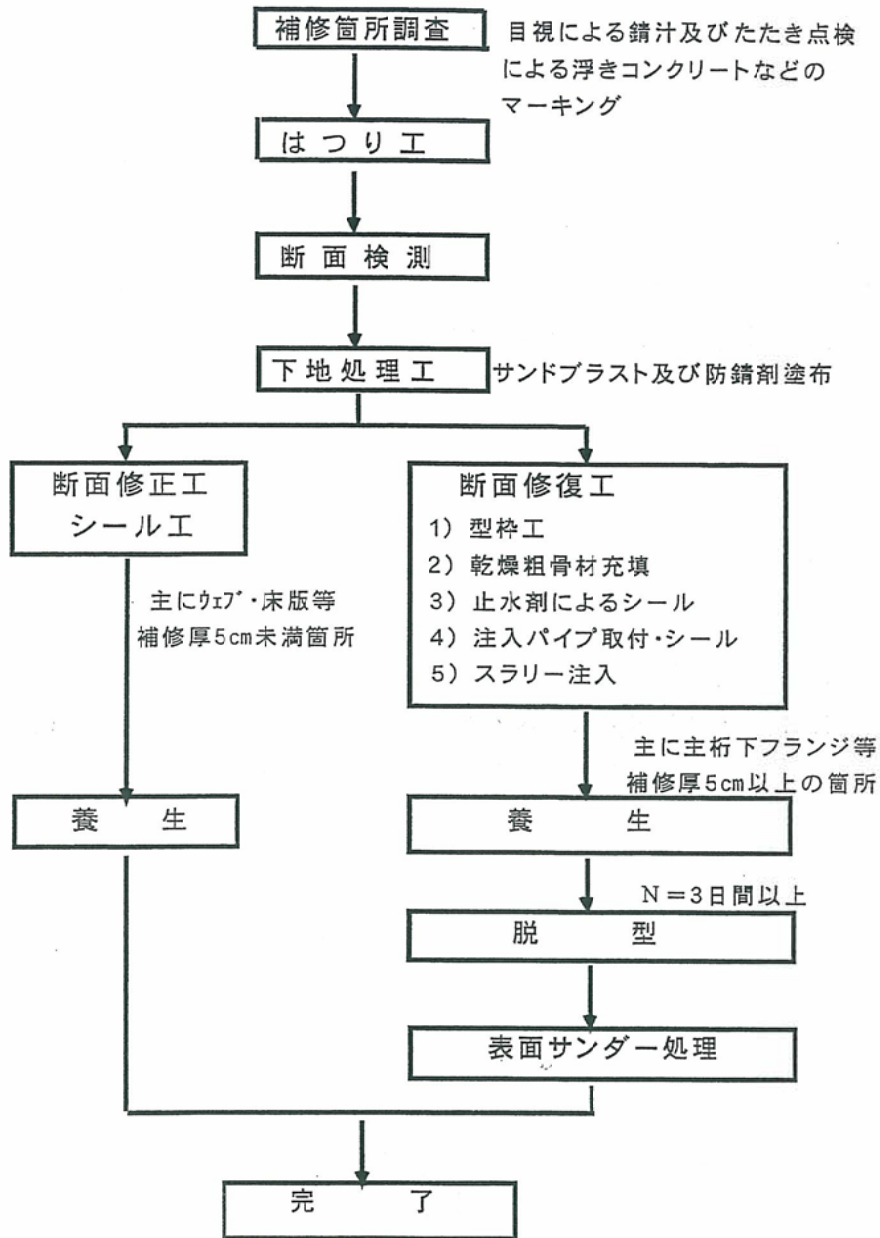 補修箇所調査
目視による錆汁及びたたき点検
による浮きコンクリートなどの
マーキング
はつり工
断面検測
下地処理工
サンドブラスト及び防錆剤塗布
断面修正工
シール工
主にウェブ・床版等
補修厚5cm未満箇所
養 生
断面修復工
1) 型枠工
2) 乾燥粗骨材充填
3) 止水剤によるシール
4) 注入パイプ取付・シール
5) スラリー注入
主に主桁下フランジ等
補修厚5cm以上の箇所
養 生
N=3日間以上
脱 型
表面サンダー処理
完 了